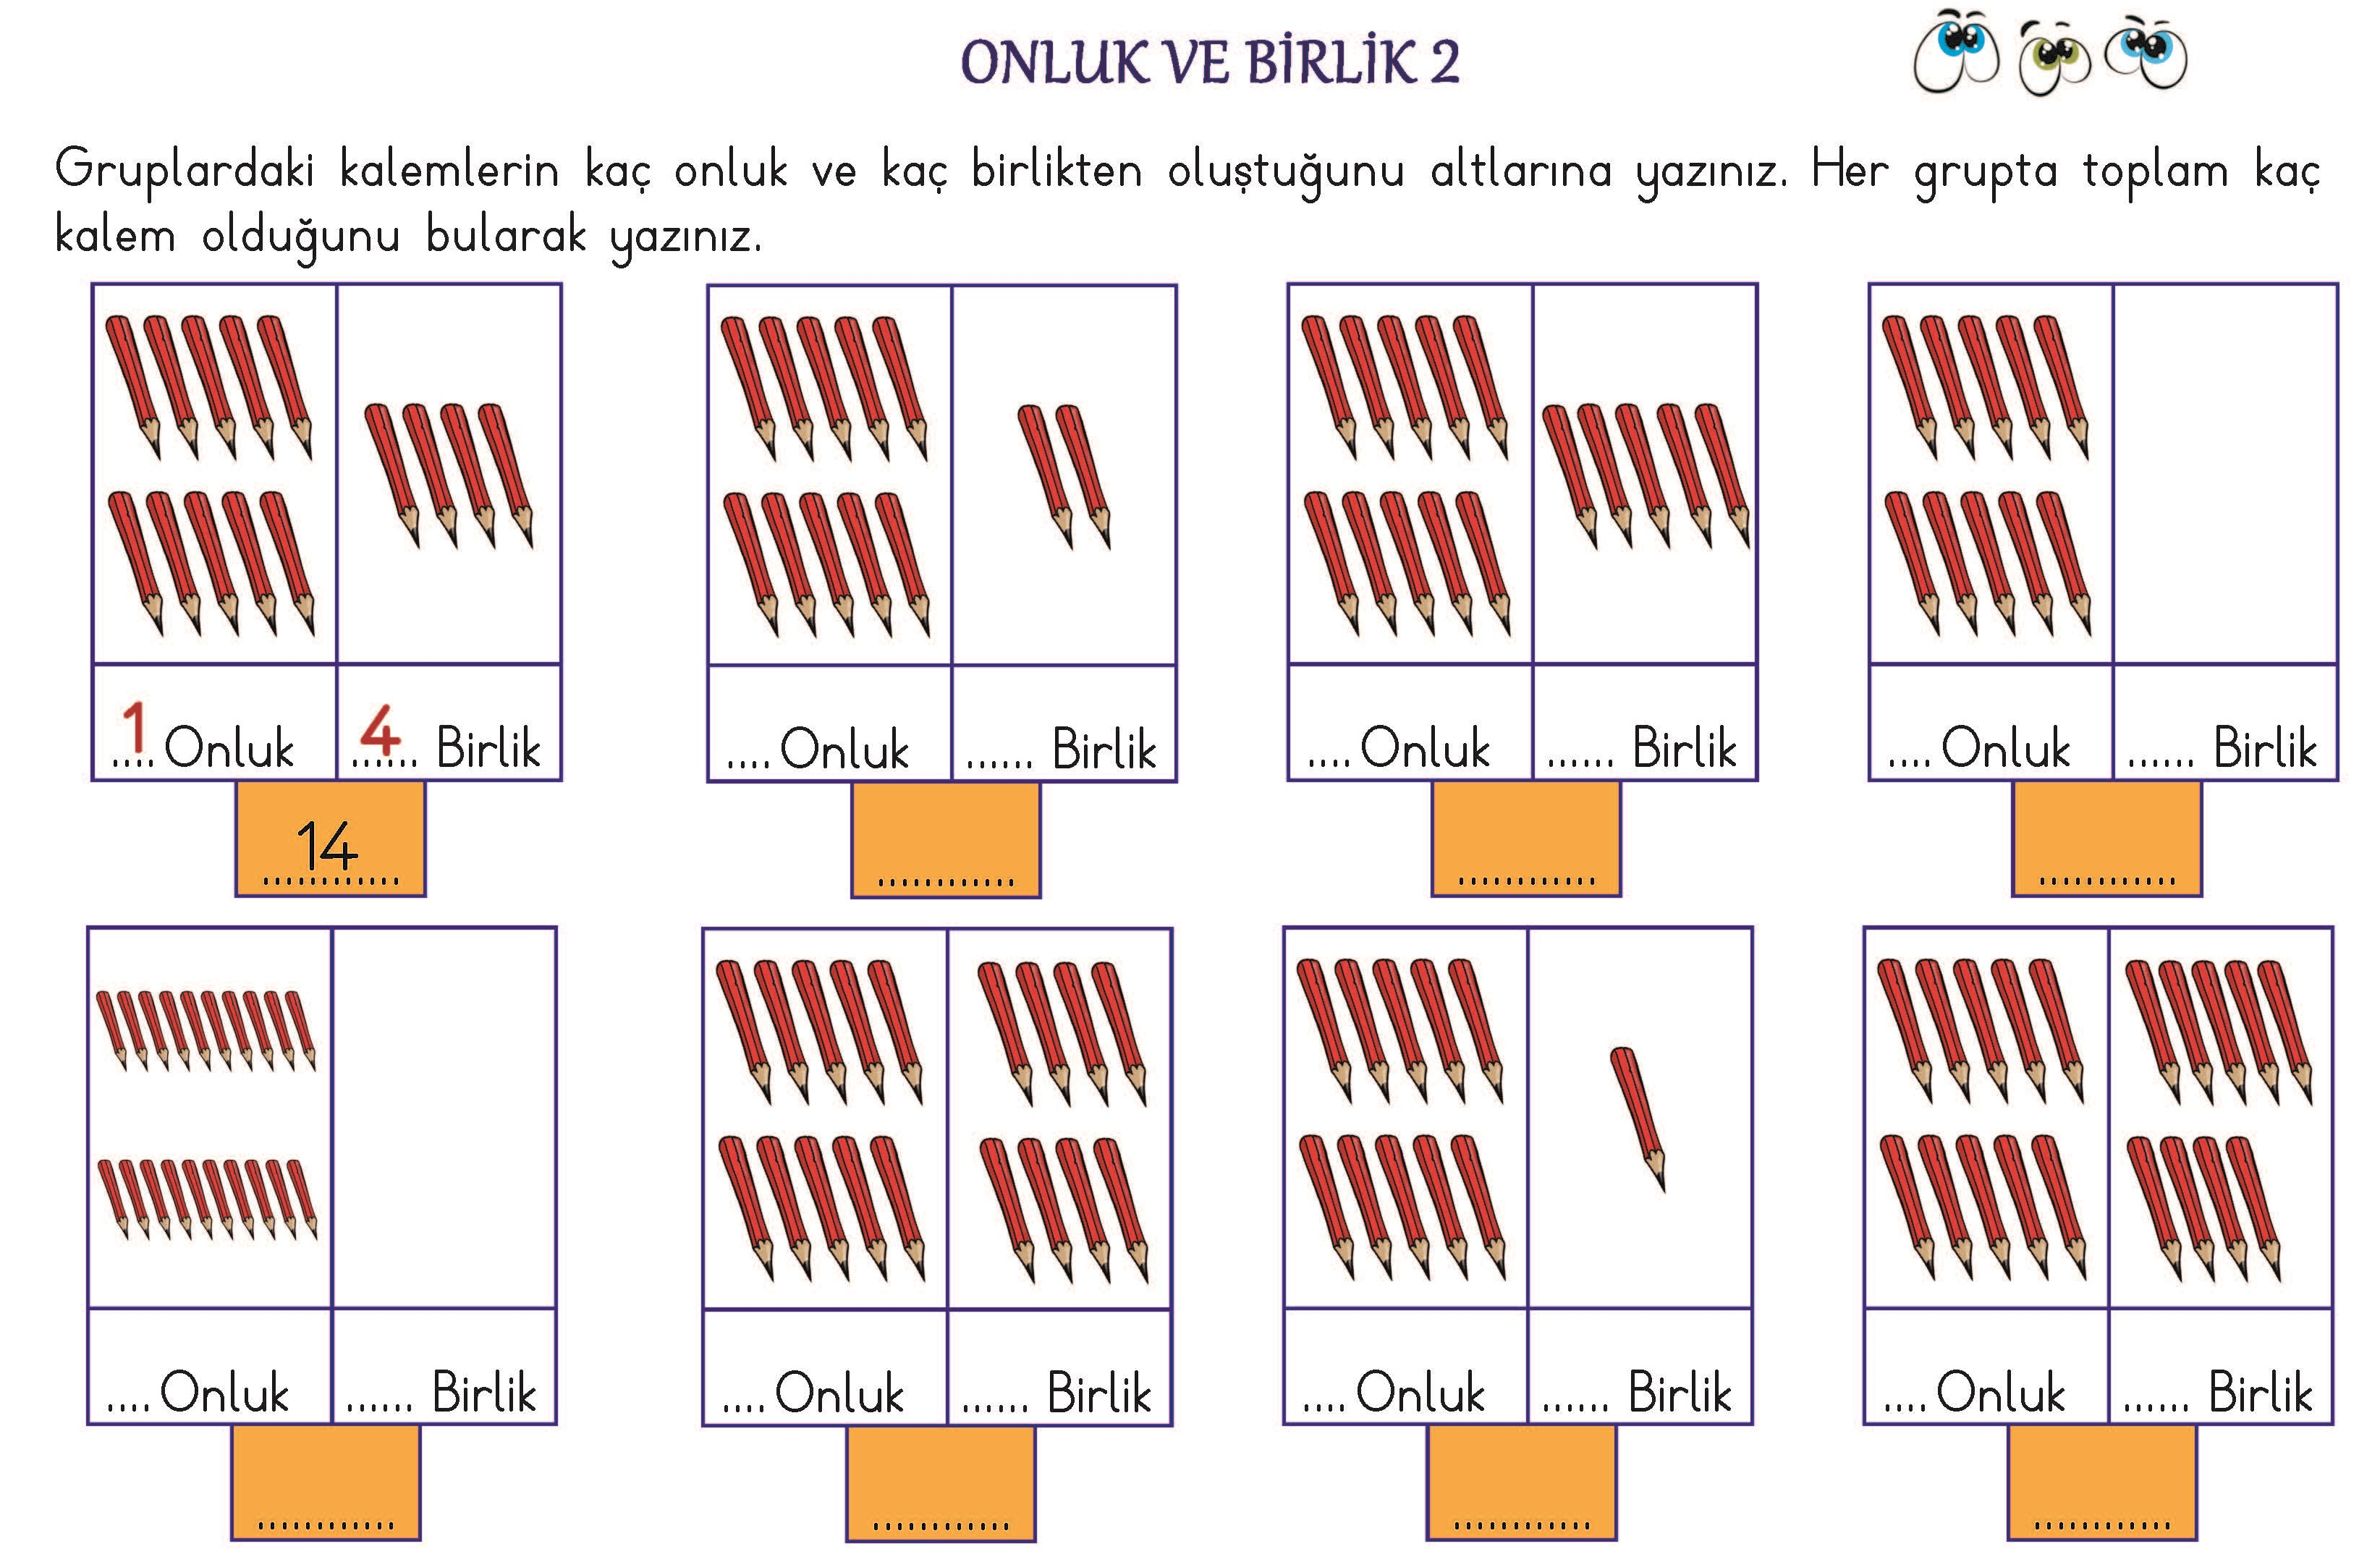 ONLUK VE BİRLİK 2
Gruplardaki kalemlerin kaç onluk ve kaç birlikten oluştuğunu altlarına yazınız. Her grupta toplam kaç
kalem olduğunu bularak yazınız.
1 .... Onluk 4 ...... Birlik .... Onluk ...... Birlik .... Onluk ...... Birlik .... Onluk ...... Birlik
14 ............ ............ ............ ............
.... Onluk ...... Birlik .... Onluk ...... Birlik .... Onluk ...... Birlik .... Onluk ...... Birlik
............ ............ ............ ............